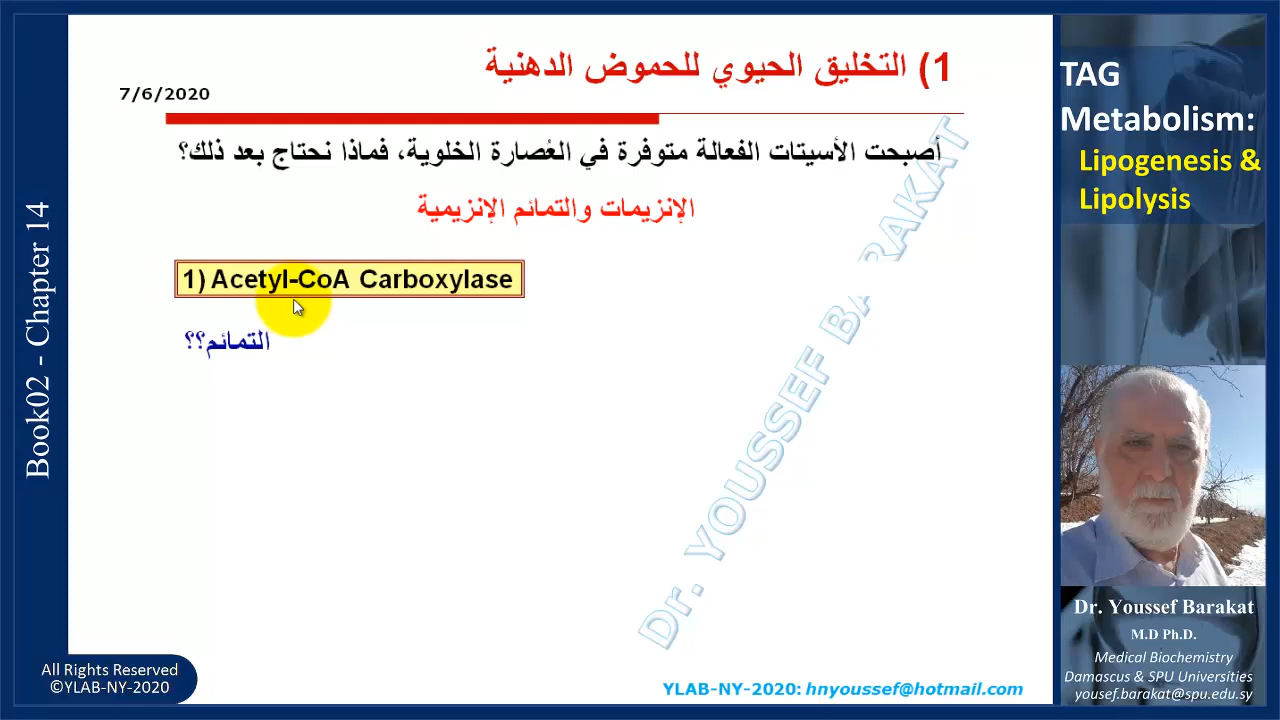 1) التخليق الحيوي للحموض الدهنية
7/6/2020
أصبحت الأسيتات الفعالة متوفرة في العُصارة الخلوية، فماذا نحتاج بعد ذلك؟
الإنزيمات والتمائم الإنزيمية
1) Acetyl-CoA Carboxylase
التمائم؟؟
Dr. YOUSSEF BARAKAT
Book02 - Chapter 14
All Rights Reserved
©YLAB-NY-2020
YLAB-NY-2020: hnyoussef@hotmail.com
TAG
Metabolism:
Lipogenesis &
Lipolysis
Dr. Youssef Barakat
M.D Ph.D.
Medical Biochemistry
Damascus & SPU Universities
yousef.barakat@spu.edu.sy